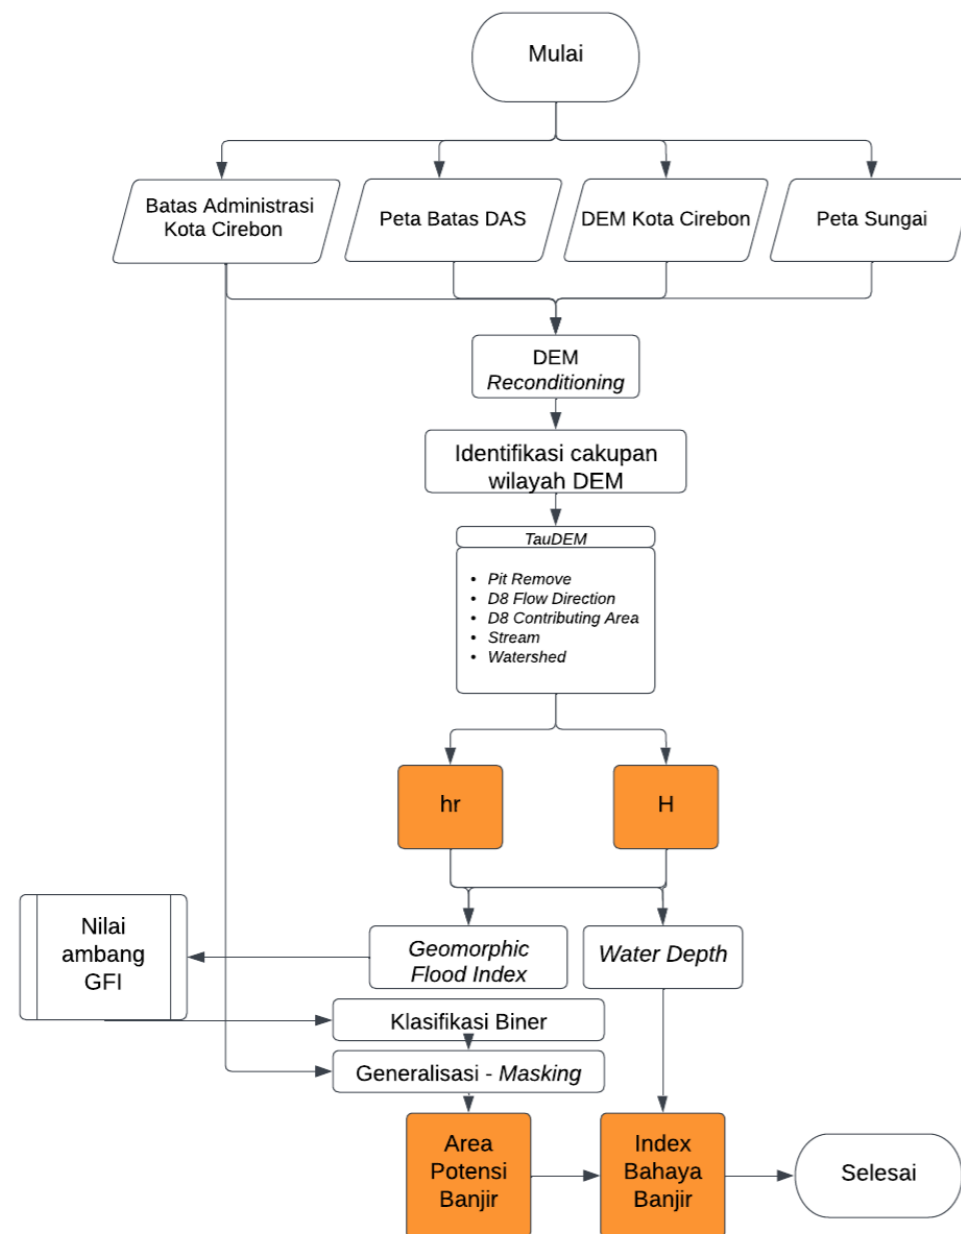 Mulai
Batas Administrasi
Kota Cirebon
Peta Batas DAS
DEM Kota Cirebon
Peta Sungai
DEM
Reconditioning
Identifikasi cakupan
wilayah DEM
TauDEM
• Pit Remove
• D8 Flow Direction
• D8 Contributing Area
• Stream
• Watershed
hr
H
Nilai
ambang
GFI
Geomorphic
Flood Index
Water Depth
Klasifikasi Biner
Generalisasi - Masking
Area
Potensi
Banjir
Index
Bahaya
Banjir
Selesai